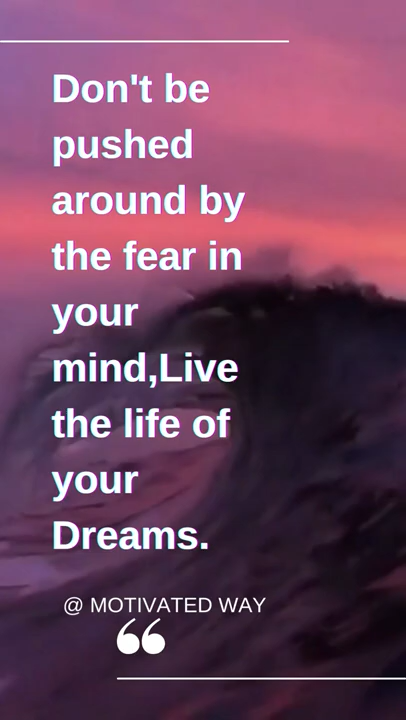 Don't be
pushed
around by
the fear in
your
mind,Live
the life of
your
Dreams.
@ MOTIVATED WAY
“